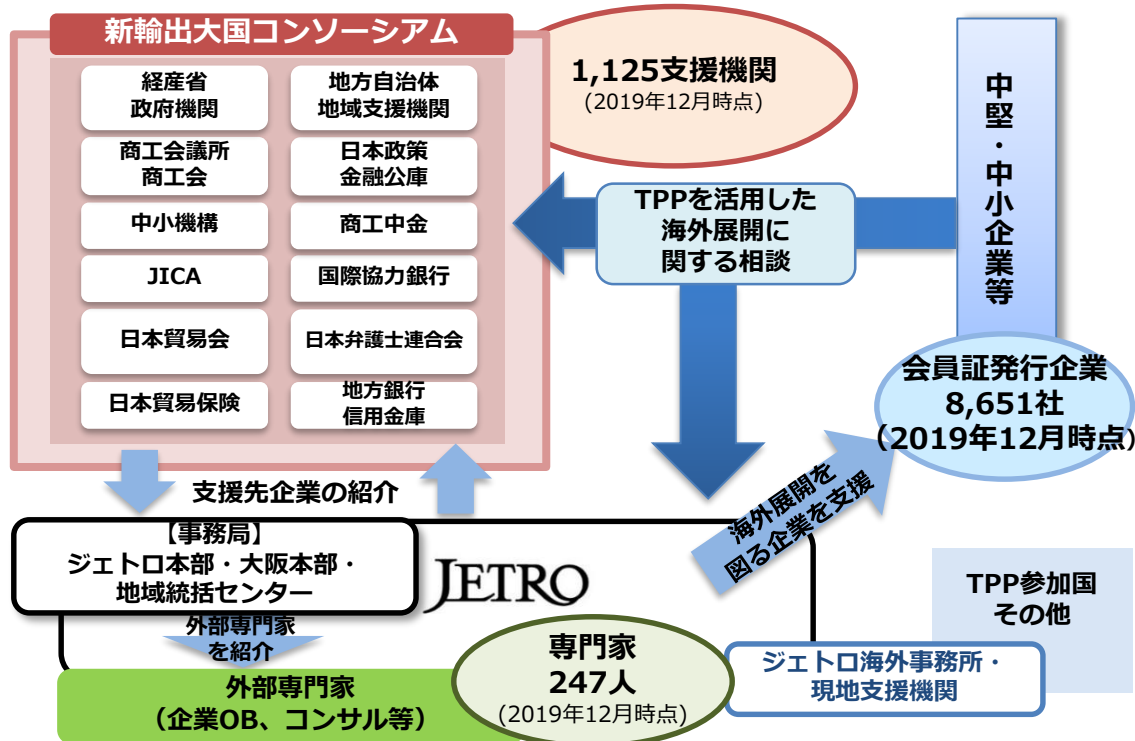 新輸出大国コンソーシアム
経産省
政府機関
地方自治体
地域支援機関
商工会議所
商工会
日本政策
金融公庫
中小機構
商工中金
JICA
国際協力銀行
日本貿易会
日本弁護士連合会
日本貿易保険
地方銀行
信用金庫
1,125支援機関
(2019年12月時点)
TPPを活用した
海外展開に
関する相談
中堅・中小企業等
会員証発行企業
8,651社
(2019年12月時点)
支援先企業の紹介
海外展開を
図る企業を支援
【事務局】
ジェトロ本部・大阪本部・
地域統括センター
JETRO
外部専門家
を紹介
外部専門家
（企業OB、コンサル等）
専門家
247人
(2019年12月時点)
TPP参加国
その他
ジェトロ海外事務所・
現地支援機関